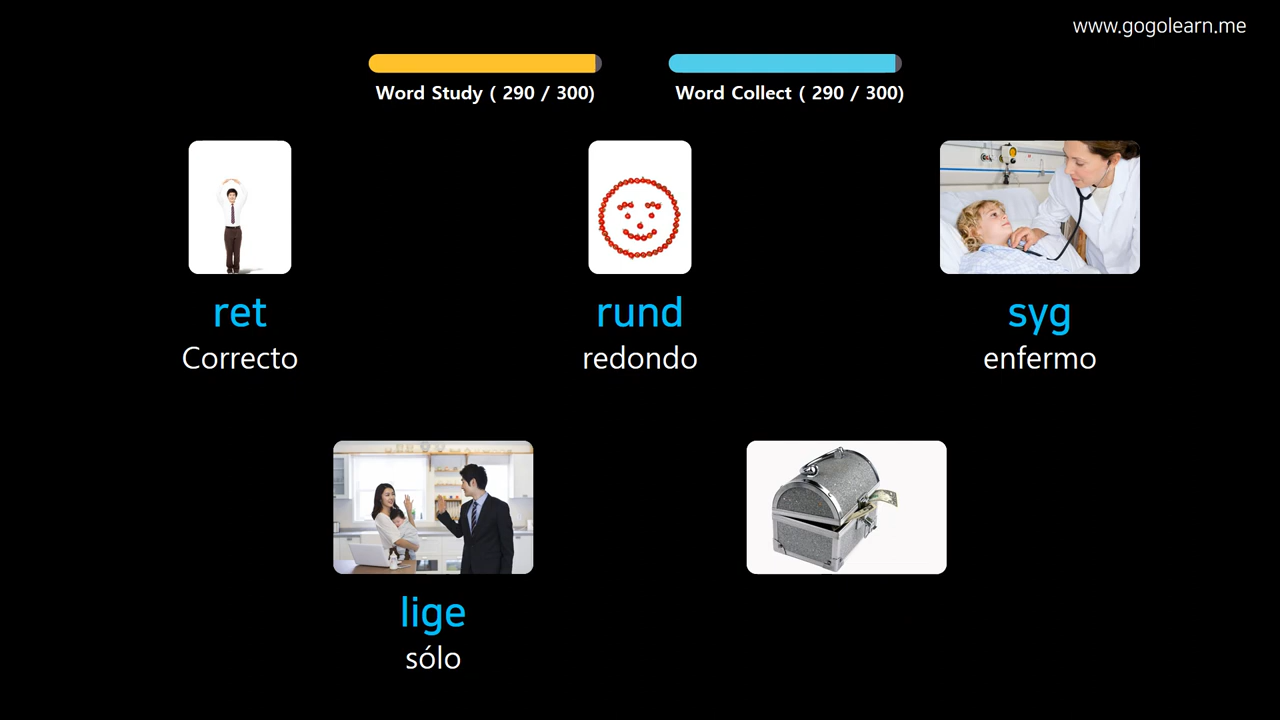 www.gogolearn.me
Word Study ( 290 / 300)
Word Collect ( 290 / 300)
ret
Correcto
rund
redondo
syg
enfermo
lige
sólo